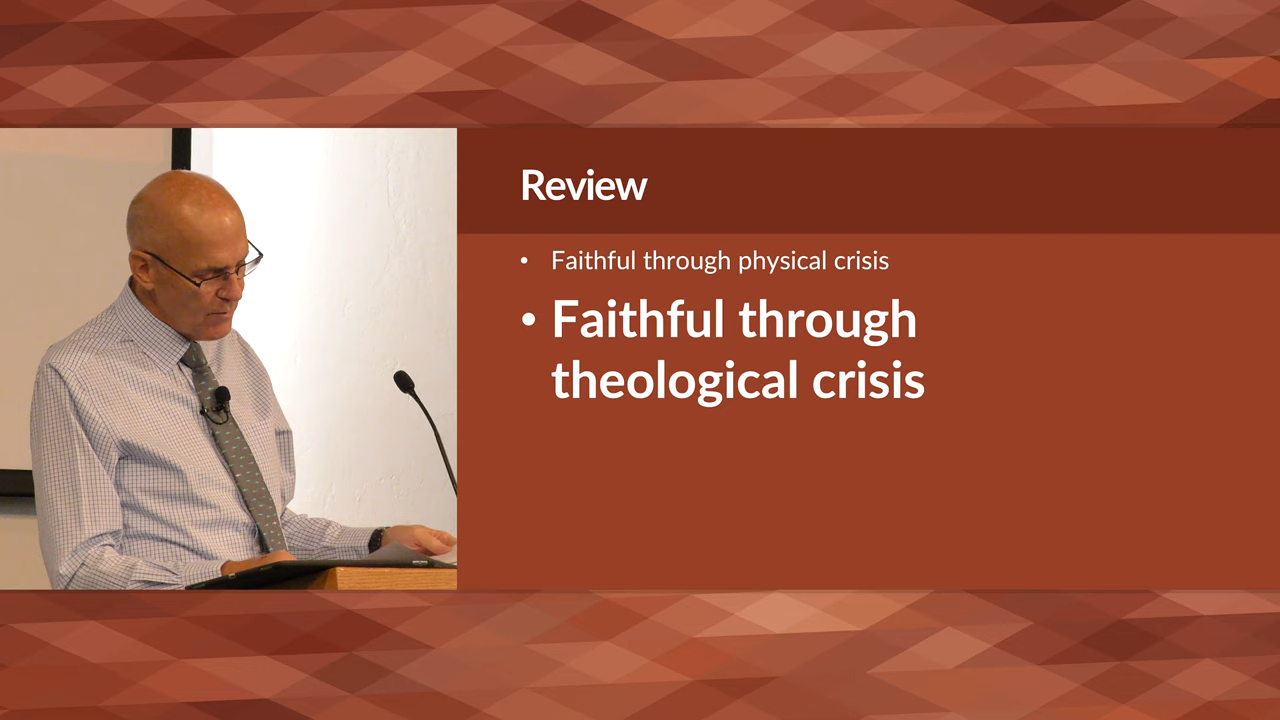 Review
• Faithful through physical crisis
• Faithful through
theological crisis